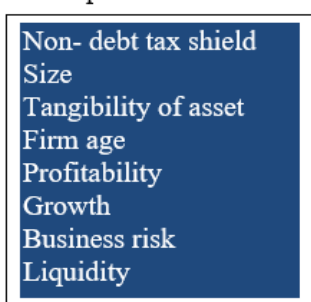 Non- debt tax shield
Size
Tangibility of asset
Firm age
Profitability
Growth
Business risk
Liquidity